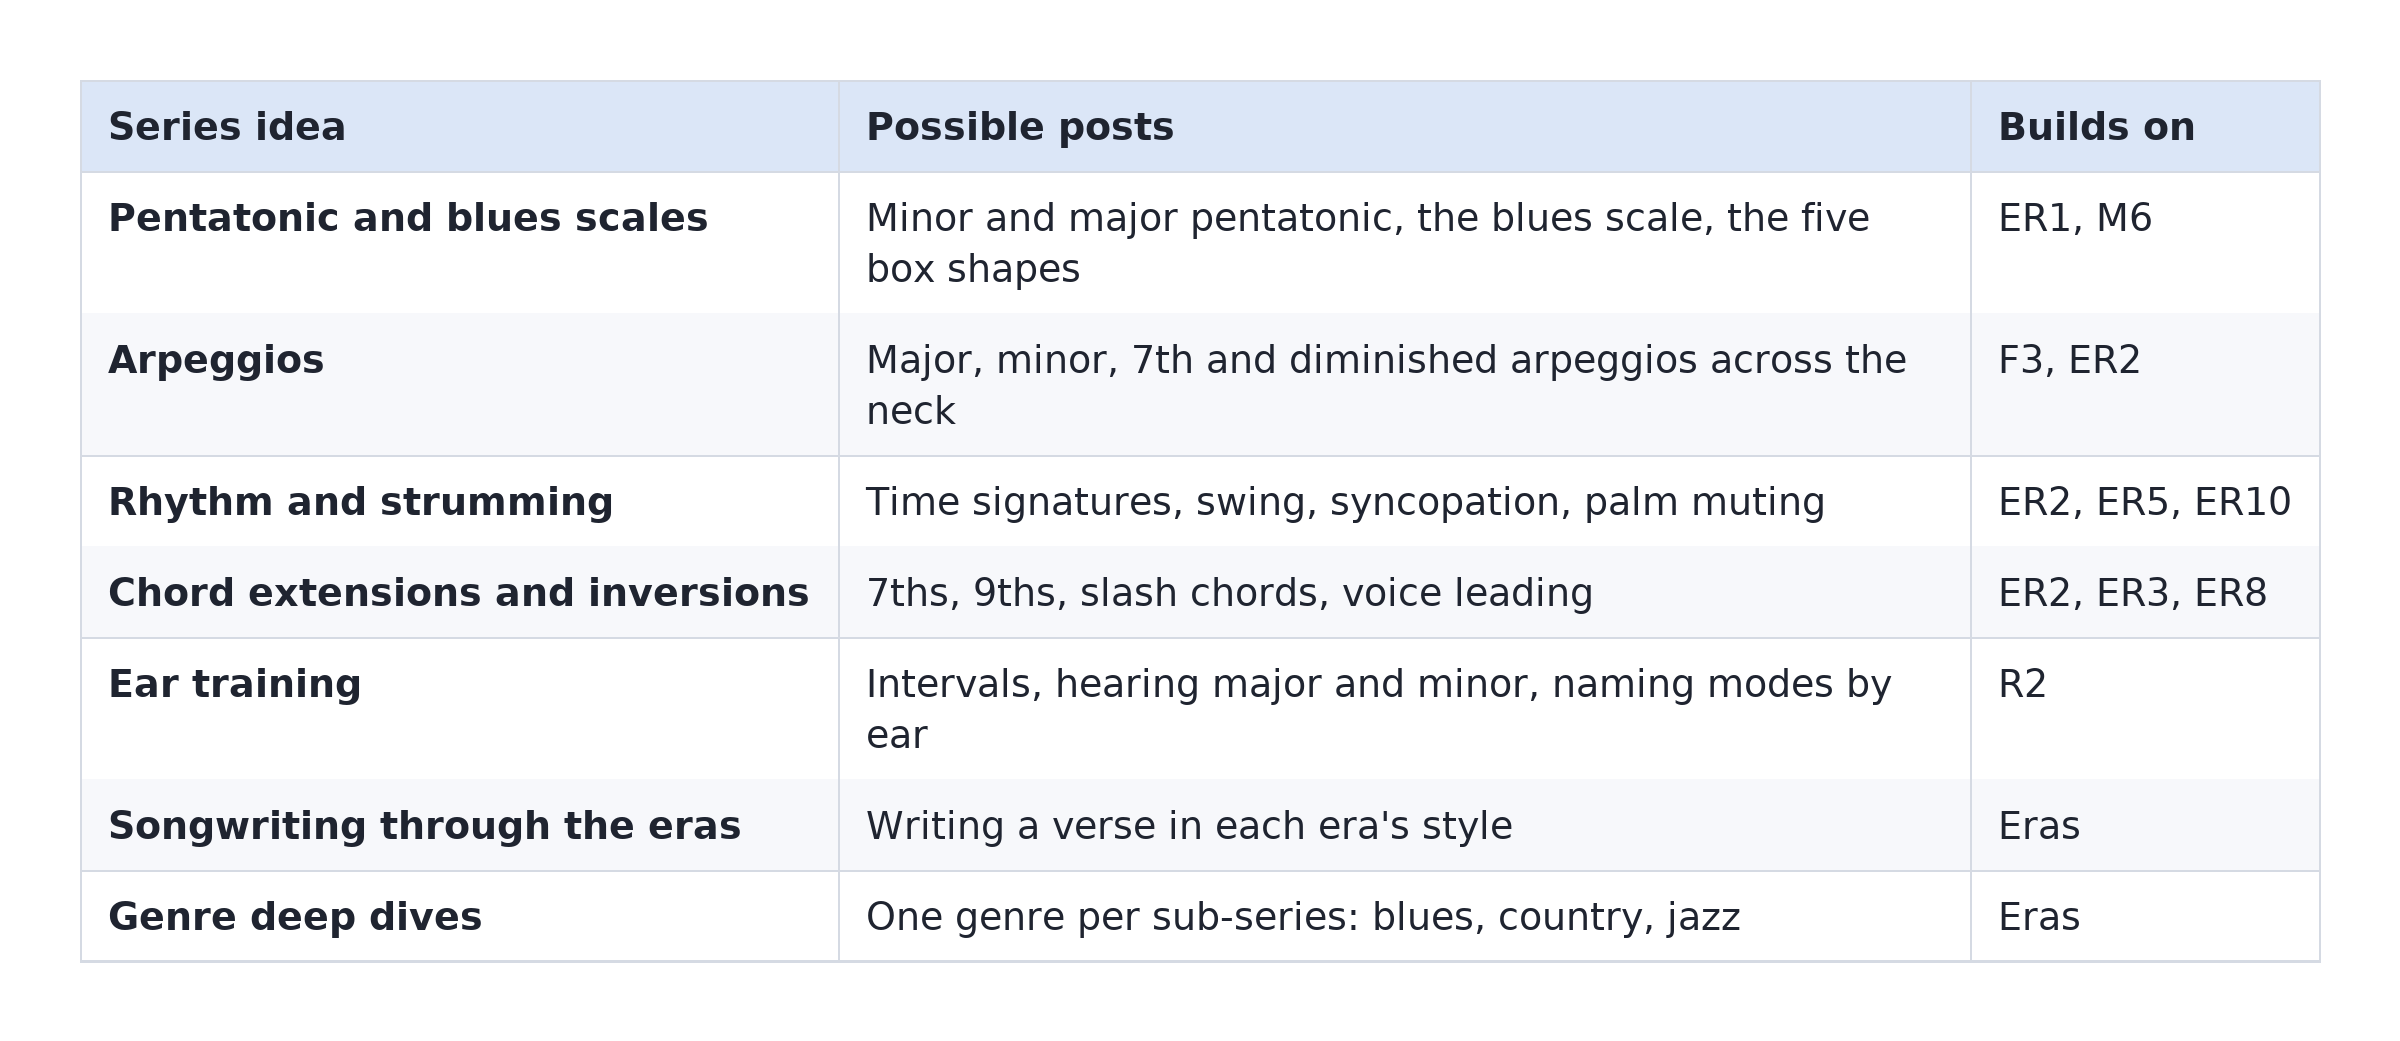 Series idea Possible posts Builds on
Pentatonic and blues scales Minor and major pentatonic, the blues scale, the five ER1, M6
box shapes
Arpeggios Major, minor, 7th and diminished arpeggios across the F3, ER2
neck
Rhythm and strumming Time signatures, swing, syncopation, palm muting ER2, ER5, ER10
Chord extensions and inversions 7ths, 9ths, slash chords, voice leading ER2, ER3, ER8
Ear training Intervals, hearing major and minor, naming modes by R2
ear
Songwriting through the eras Writing a verse in each era's style Eras
Genre deep dives One genre per sub-series: blues, country, jazz Eras